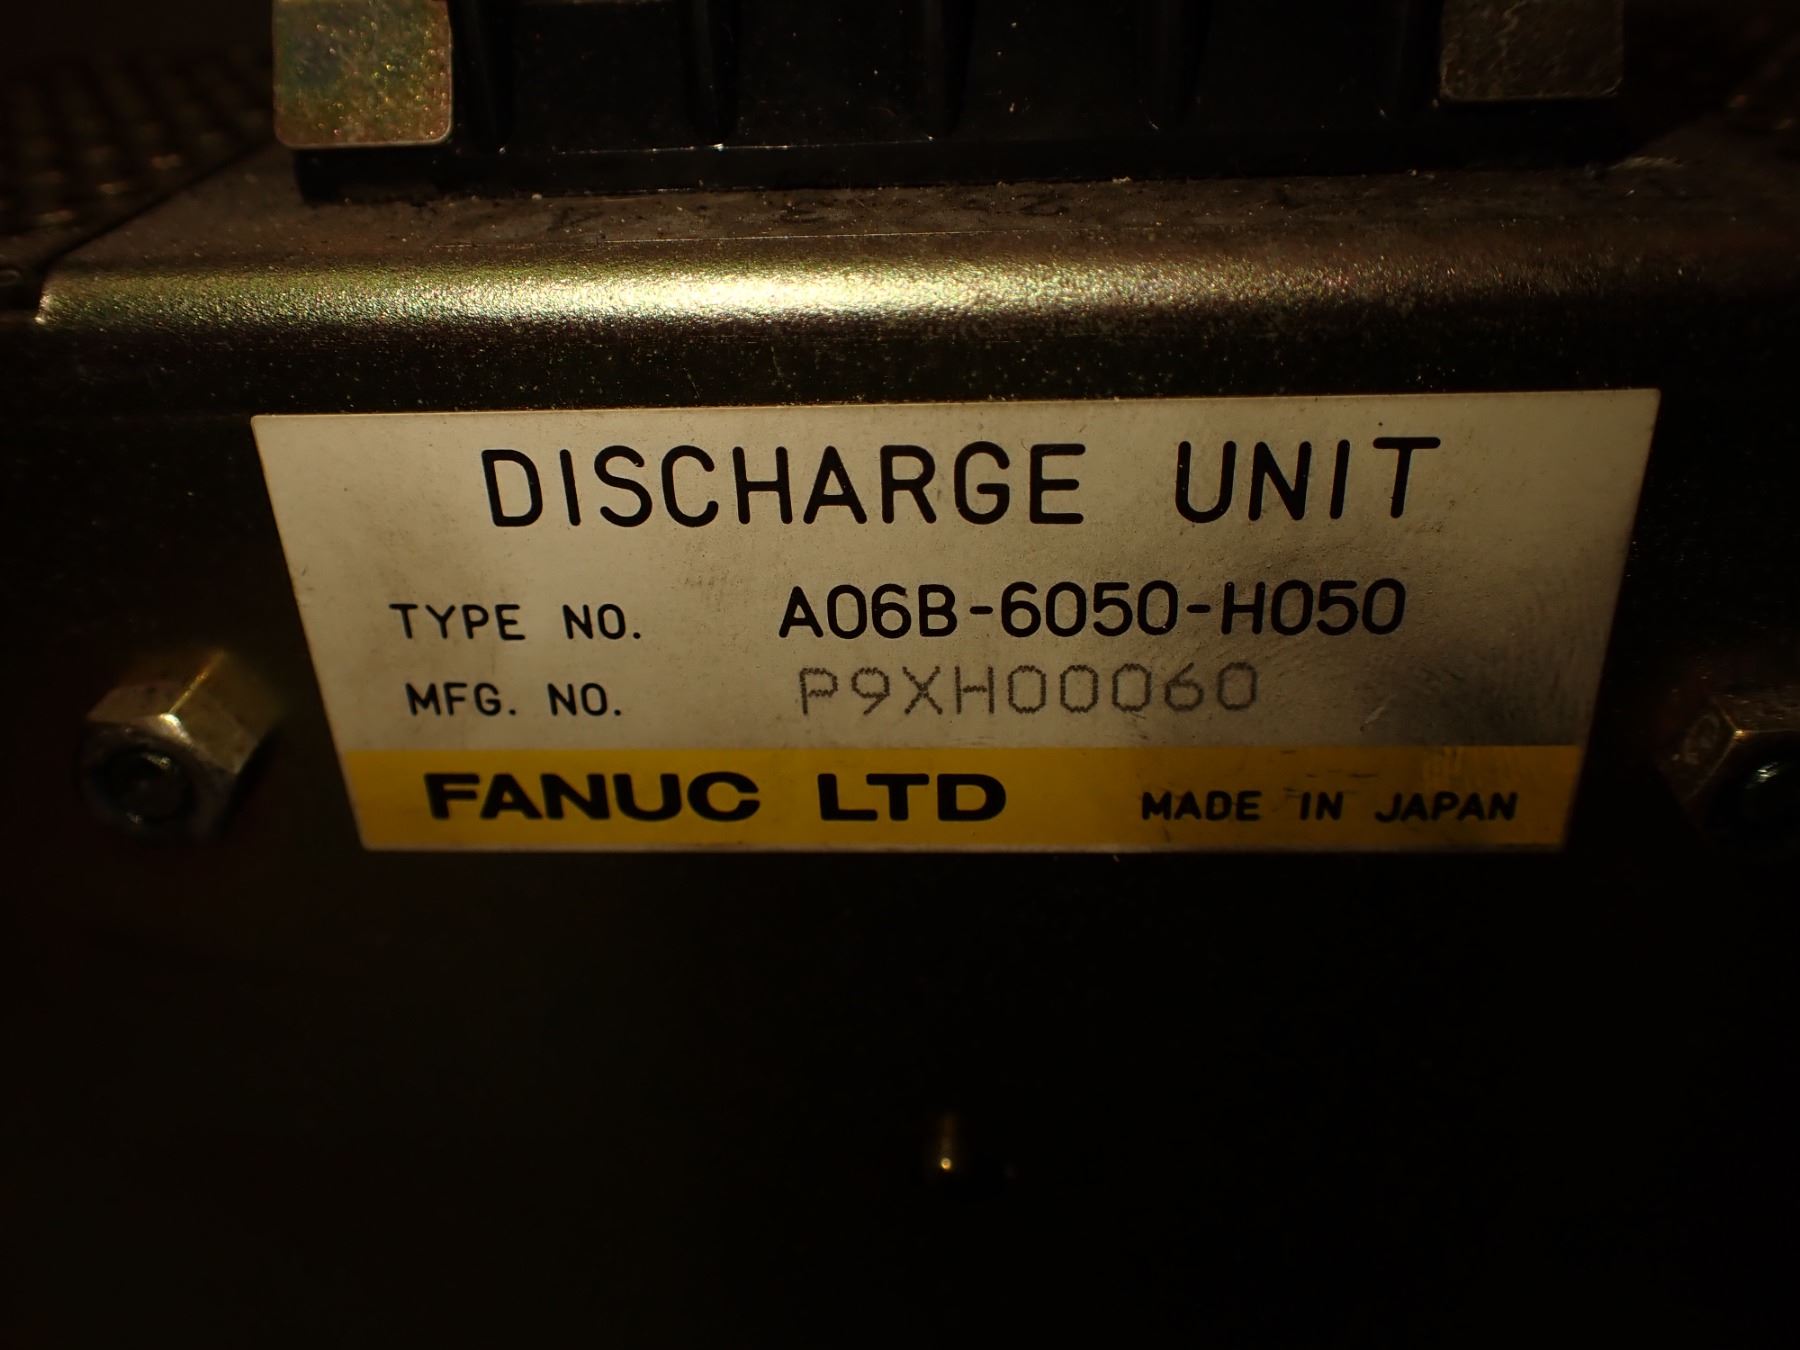 DISCHARGE UNIT
TYPE NO. A06B-6050-H050
MFG. NO. P9XH00060
FANUC LTD MADE IN JAPAN